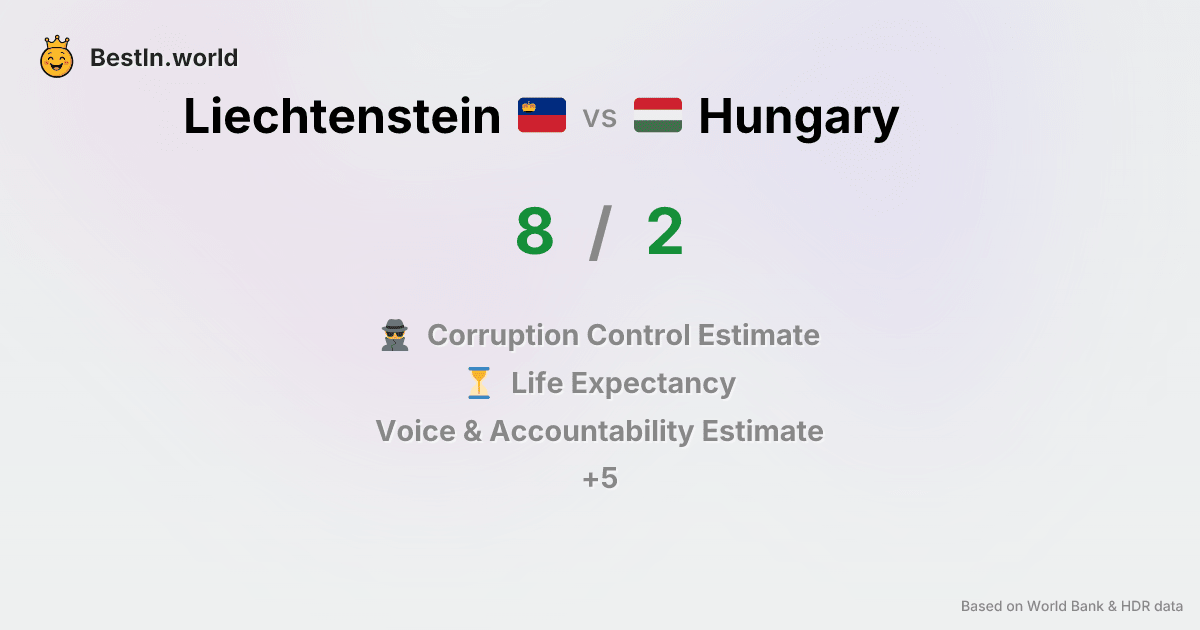 BestIn.world
Liechtenstein vs Hungary
8 / 2
Corruption Control Estimate
Life Expectancy
Voice & Accountability Estimate
+5
Based on World Bank & HDR data